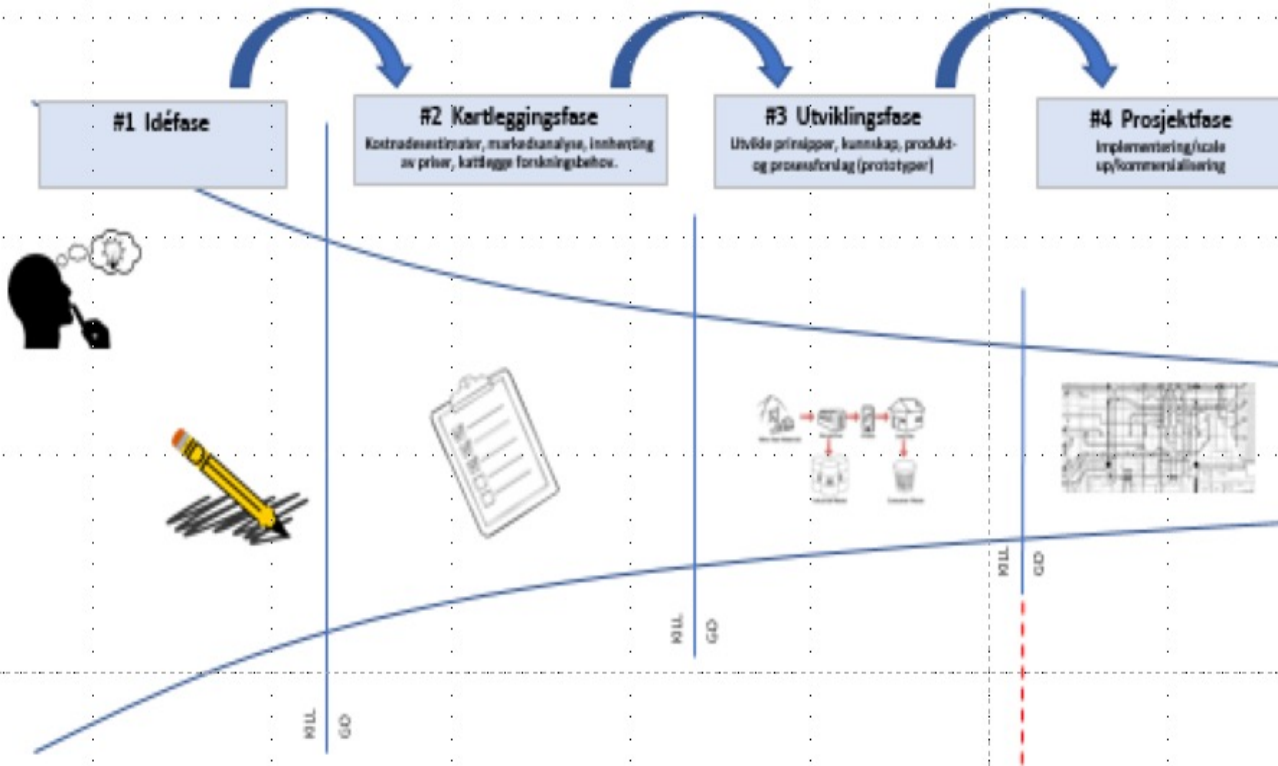 #1 Idéfase
#2 Kartleggingsfase
Kostnadesestimater, markedsanalyse, innhenting
av priser, kartlegge forskningsbehov.
#3 Utviklingsfase
Utvikle prinsipper, kunnskap, produkt-
og prosessforslag (prototyper)
#4 Prosjektfase
Implementering/scale
up/kommersialisering
KILL
GO
KILL
GO
KILL
GO